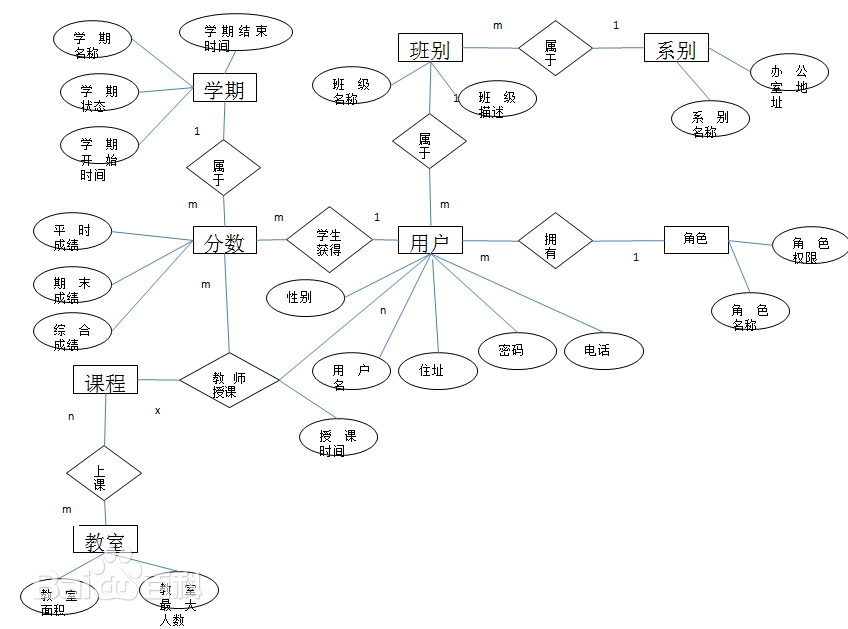 学期结束
时间
学期
名称
m
1
班别
属
于
系别
学期
状态
学期
班级
名称
1
班级
描述
办公
室地
址
系别
名称
1
学期
开始
时间
属
于
属
于
m
m
平时
成绩
分数
m
学生
获得
1
用户
m
拥
有
1
角色
角色
权限
期末
成绩
m
性别
n
角色
名称
综合
成绩
课程
教师
授课
用户
名
住址
密码
电话
x
n
授课
时间
上
课
m
教室
教室
面积
教室
最大
人数
Baidu百科